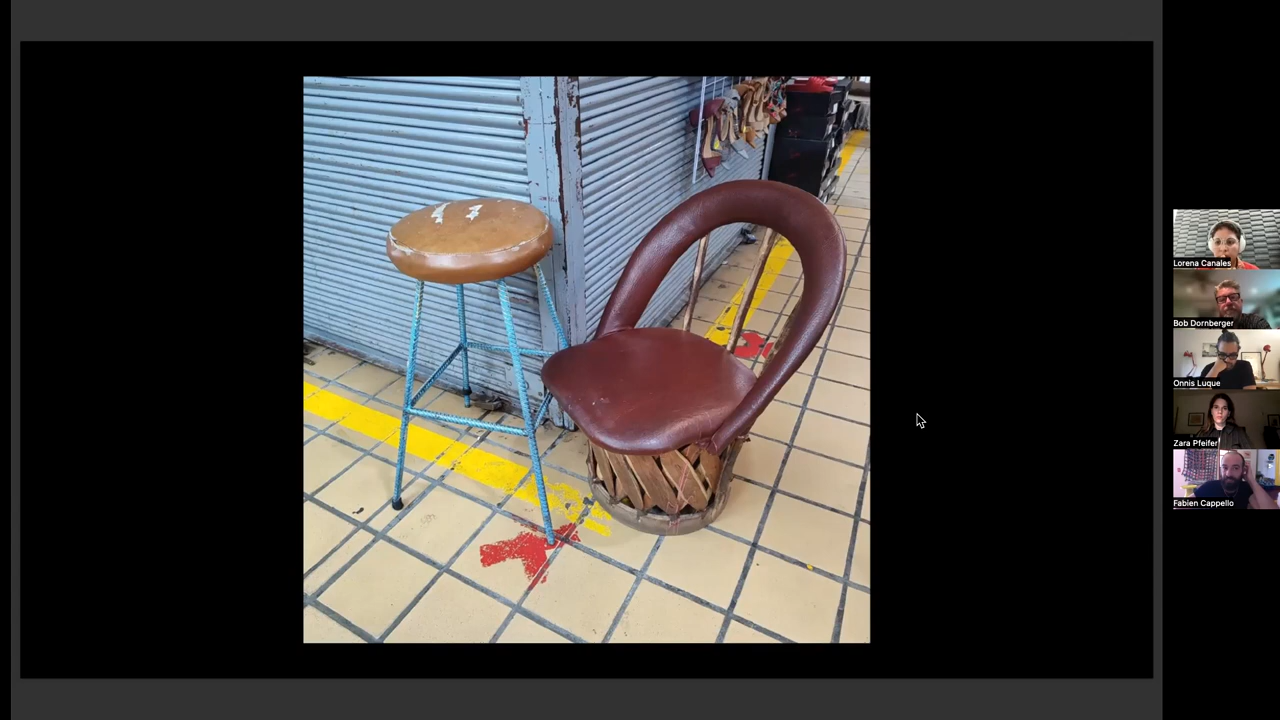 Lorena Canales
Bob Dornberger
Onnis Luque
Zara Pfeifer
Fabien Cappello